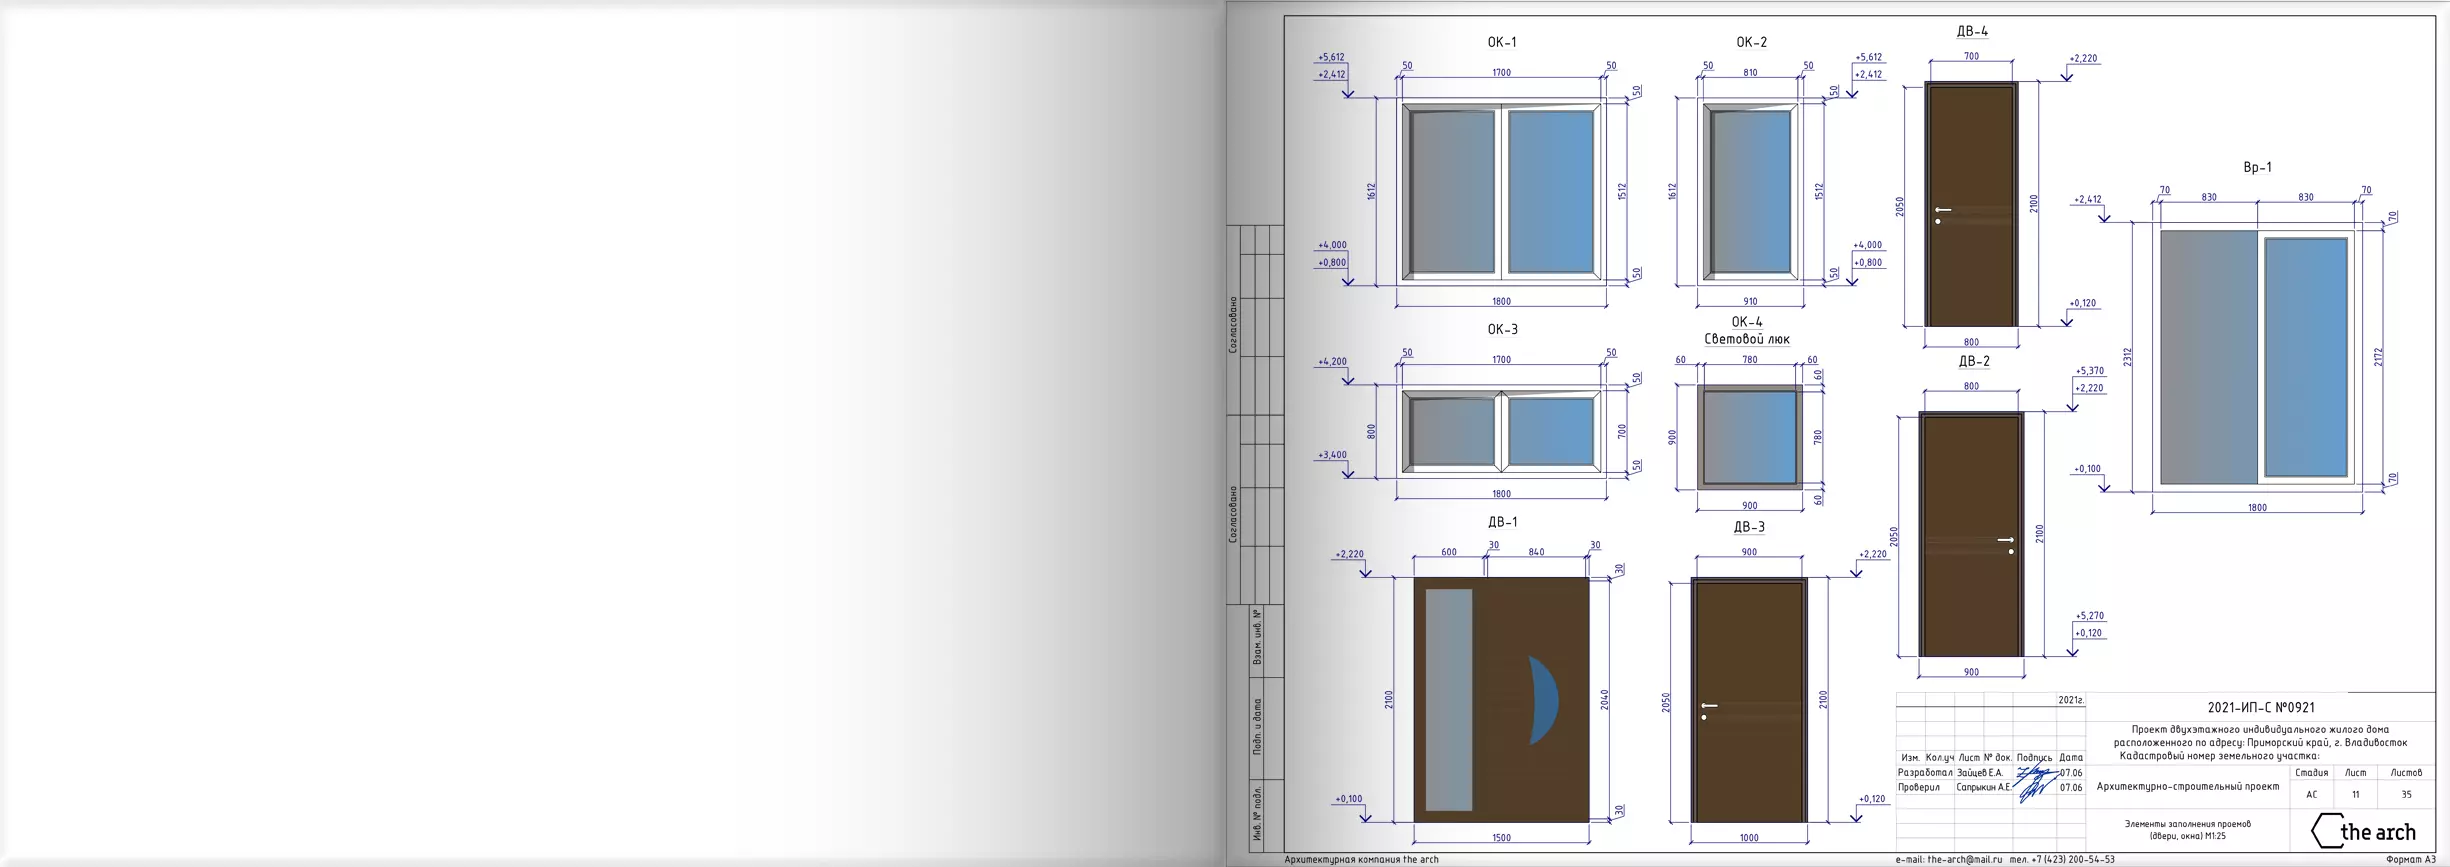 ОК-1
+5,612
+2,412
50
1700
50
50
1612
1512
+4,000
+0,800
50
1800
ОК-2
50
810
50
+5,612
+2,412
50
1612
1512
+4,000
+0,800
50
910
ДВ-4
700
+2,220
2050
2100
+0,120
800
Вр-1
70
830
830
70
+2,412
70
2312
2172
+0,100
70
1800
ОК-3
+4,200
50
1700
50
50
800
700
+3,400
50
1800
ОК-4
Световой люк
60
780
60
60
900
780
900
60
ДВ-2
800
+5,370
+2,220
2050
2100
+5,270
+0,120
900
ДВ-1
+2,220
600
30
840
30
30
2100
2040
+0,100
30
1500
ДВ-3
900
+2,220
2050
2100
+0,120
1000
Согласовано
Согласовано
Взам. инв. №
Подп. и дата
Инв. № подл.
2021г.
2021-ИП-С №0921
Проект двухэтажного индивидуального жилого дома
расположенного по адресу: Приморский край, г. Владивосток
Кадастровый номер земельного участка:
Изм. Кол.уч Лист № док. Подпись Дата
Разработал Зайцев Е.А. 07.06
Проверил Сапрыкин А.Е. 07.06
Архитектурно-строительный проект
Стадия Лист Листов
АС 11 35
Элементы заполнения проемов
(двери, окна) М1:25
the arch
Архитектурная компания the arch
e-mail: the-arch@mail.ru тел. +7 (423) 200-54-53
Формат А3